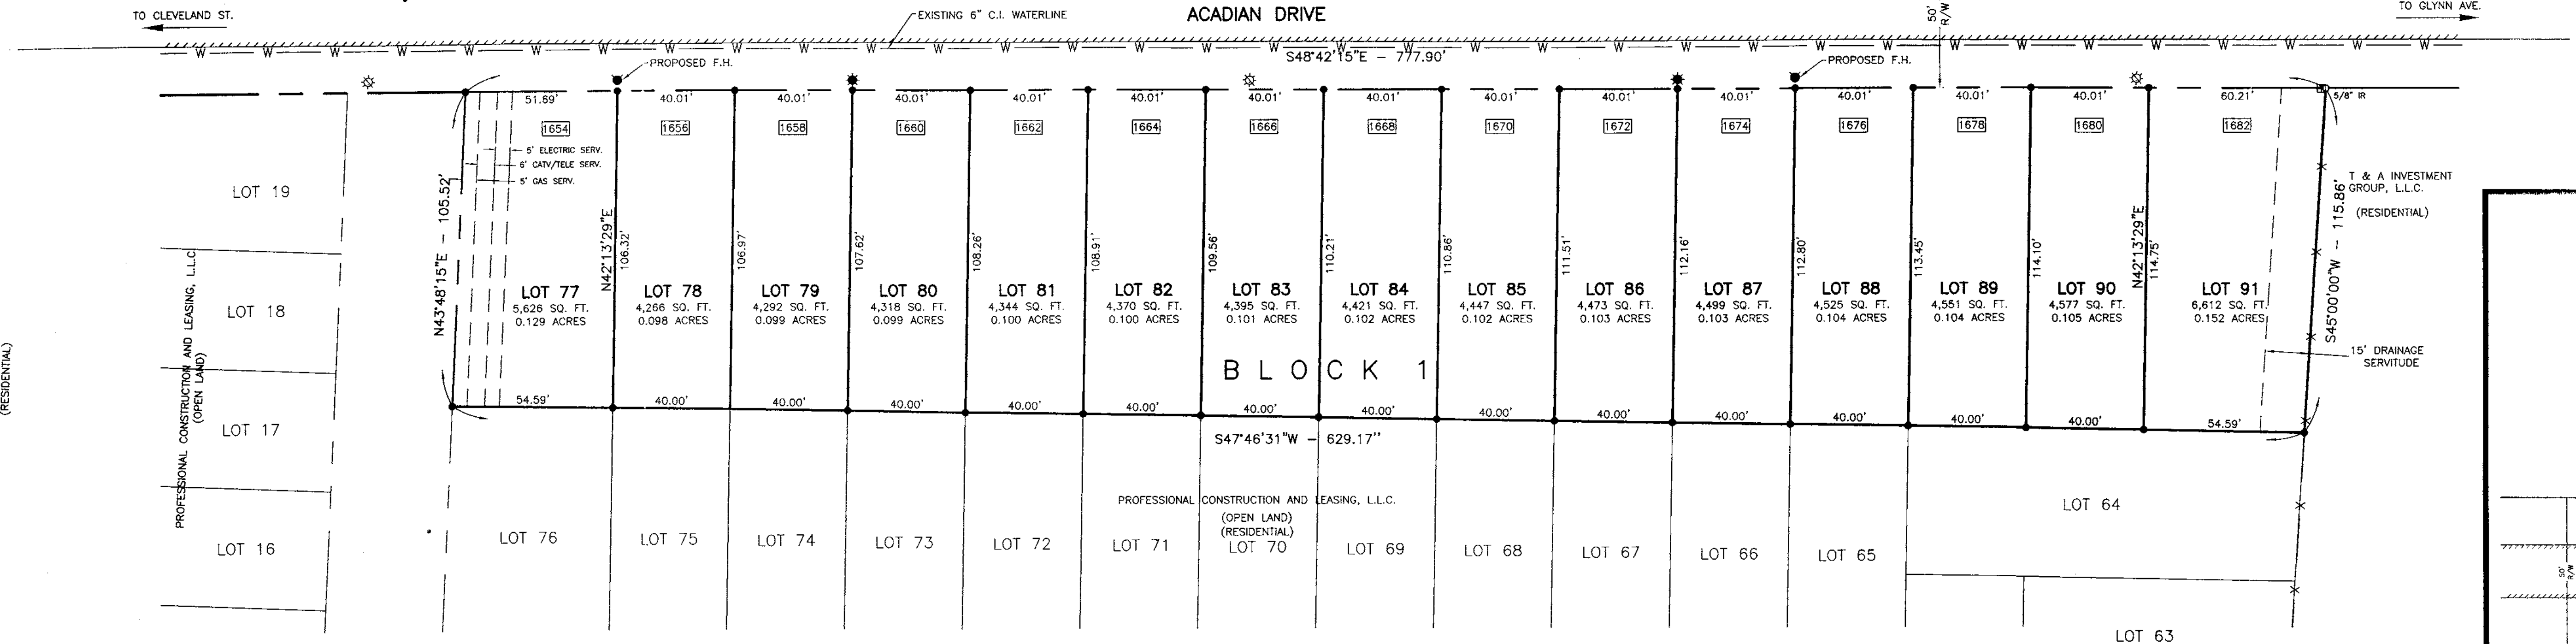 TO CLEVELAND ST.
EXISTING 6" C.I. WATERLINE
ACADIAN DRIVE
50'
R/W
TO GLYNN AVE.
W W W W W W W W W W W W W W W W W W W W W W W W W W W W W W W W W W
S48°42'15"E - 777.90'
PROPOSED F.H.
PROPOSED F.H.
51.69' 40.01' 40.01' 40.01' 40.01' 40.01' 40.01' 40.01' 40.01' 40.01' 40.01' 40.01' 40.01' 40.01' 60.21'
5/8" IR
1654 1656 1658 1660 1662 1664 1666 1668 1670 1672 1674 1676 1678 1680 1682
5' ELECTRIC SERV.
6' CATV/TELE SERV.
5' GAS SERV.
T & A INVESTMENT
GROUP, L.L.C.
(RESIDENTIAL)
LOT 19
LOT 18
LOT 17
LOT 16
(RESIDENTIAL)
PROFESSIONAL CONSTRUCTION AND LEASING, L.L.C.
(OPEN LAND)
N43°48'15"E - 105.52'
N42°13'29"E
106.32'
106.97'
107.62'
108.26'
108.91'
109.56'
110.21'
110.86'
111.51'
112.16'
112.80'
113.45'
114.10'
N42°13'29"E
114.75'
S45°00'00"W - 115.86'
LOT 77
5,626 SQ. FT.
0.129 ACRES
LOT 78
4,266 SQ. FT.
0.098 ACRES
LOT 79
4,292 SQ. FT.
0.099 ACRES
LOT 80
4,318 SQ. FT.
0.099 ACRES
LOT 81
4,344 SQ. FT.
0.100 ACRES
LOT 82
4,370 SQ. FT.
0.100 ACRES
LOT 83
4,395 SQ. FT.
0.101 ACRES
LOT 84
4,421 SQ. FT.
0.102 ACRES
LOT 85
4,447 SQ. FT.
0.102 ACRES
LOT 86
4,473 SQ. FT.
0.103 ACRES
LOT 87
4,499 SQ. FT.
0.103 ACRES
LOT 88
4,525 SQ. FT.
0.104 ACRES
LOT 89
4,551 SQ. FT.
0.104 ACRES
LOT 90
4,577 SQ. FT.
0.105 ACRES
LOT 91
6,612 SQ. FT.
0.152 ACRES
15' DRAINAGE
SERVITUDE
BLOCK 1
54.59' 40.00' 40.00' 40.00' 40.00' 40.00' 40.00' 40.00' 40.00' 40.00' 40.00' 40.00' 40.00' 40.00' 54.59'
S47°46'31"W - 629.17"
PROFESSIONAL CONSTRUCTION AND LEASING, L.L.C.
(OPEN LAND)
(RESIDENTIAL)
LOT 76
LOT 75
LOT 74
LOT 73
LOT 72
LOT 71
LOT 70
LOT 69
LOT 68
LOT 67
LOT 66
LOT 65
LOT 64
LOT 63
50'
R/W